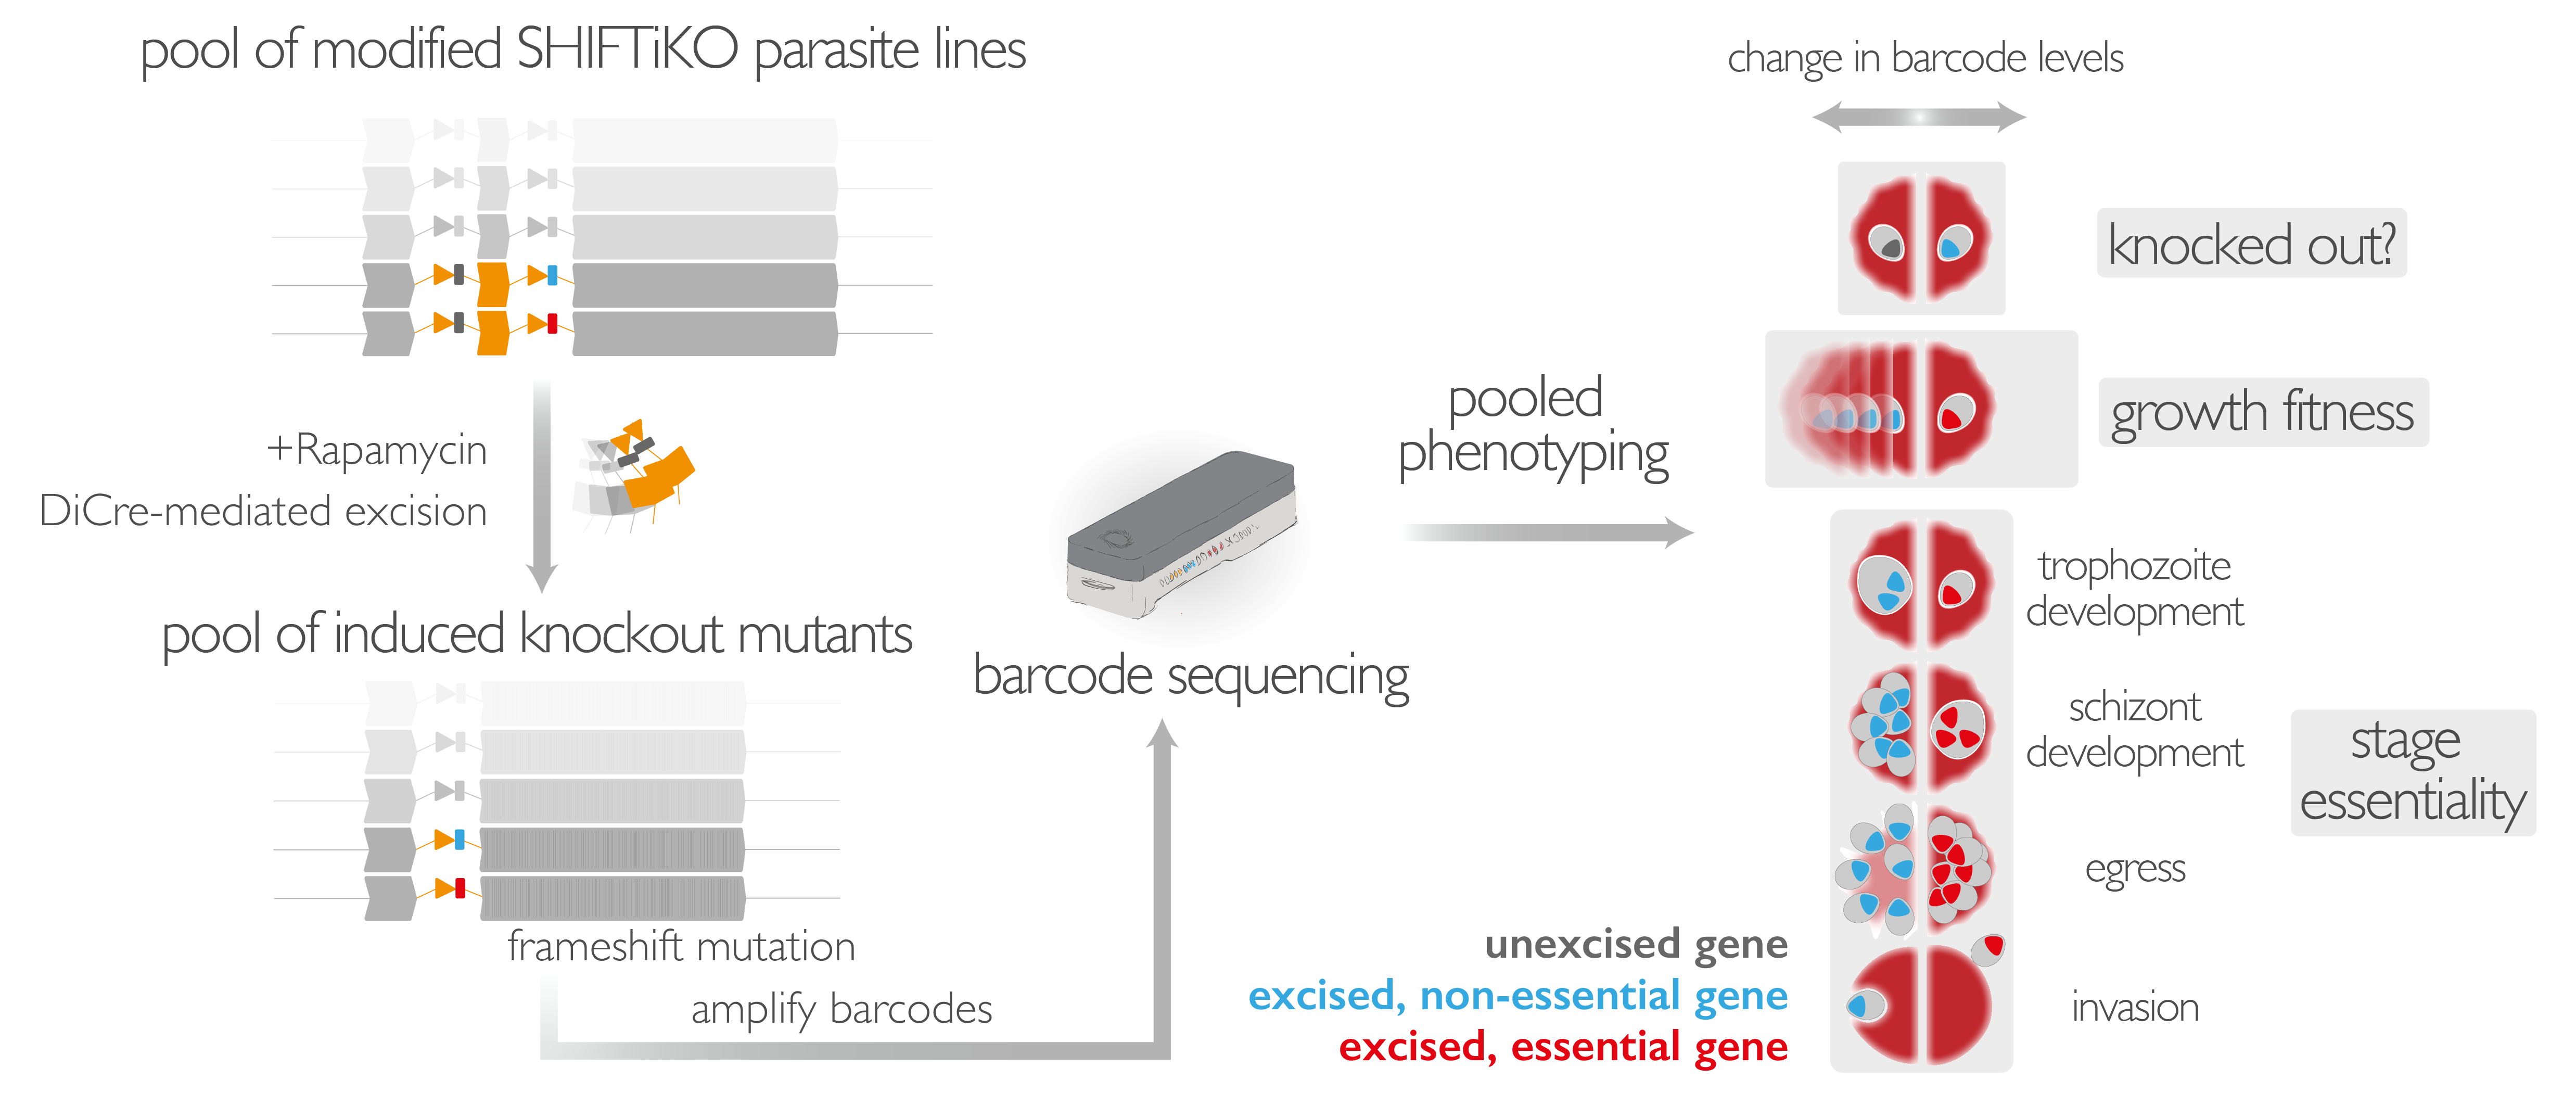 pool of modified SHIFTiKO parasite lines
+Rapamycin
DiCre-mediated excision
pool of induced knockout mutants
frameshift mutation
amplify barcodes
barcode sequencing
pooled
phenotyping
change in barcode levels
knocked out?
growth fitness
trophozoite
development
schizont
development
egress
invasion
stage
essentiality
unexcised gene
excised, non-essential gene
excised, essential gene